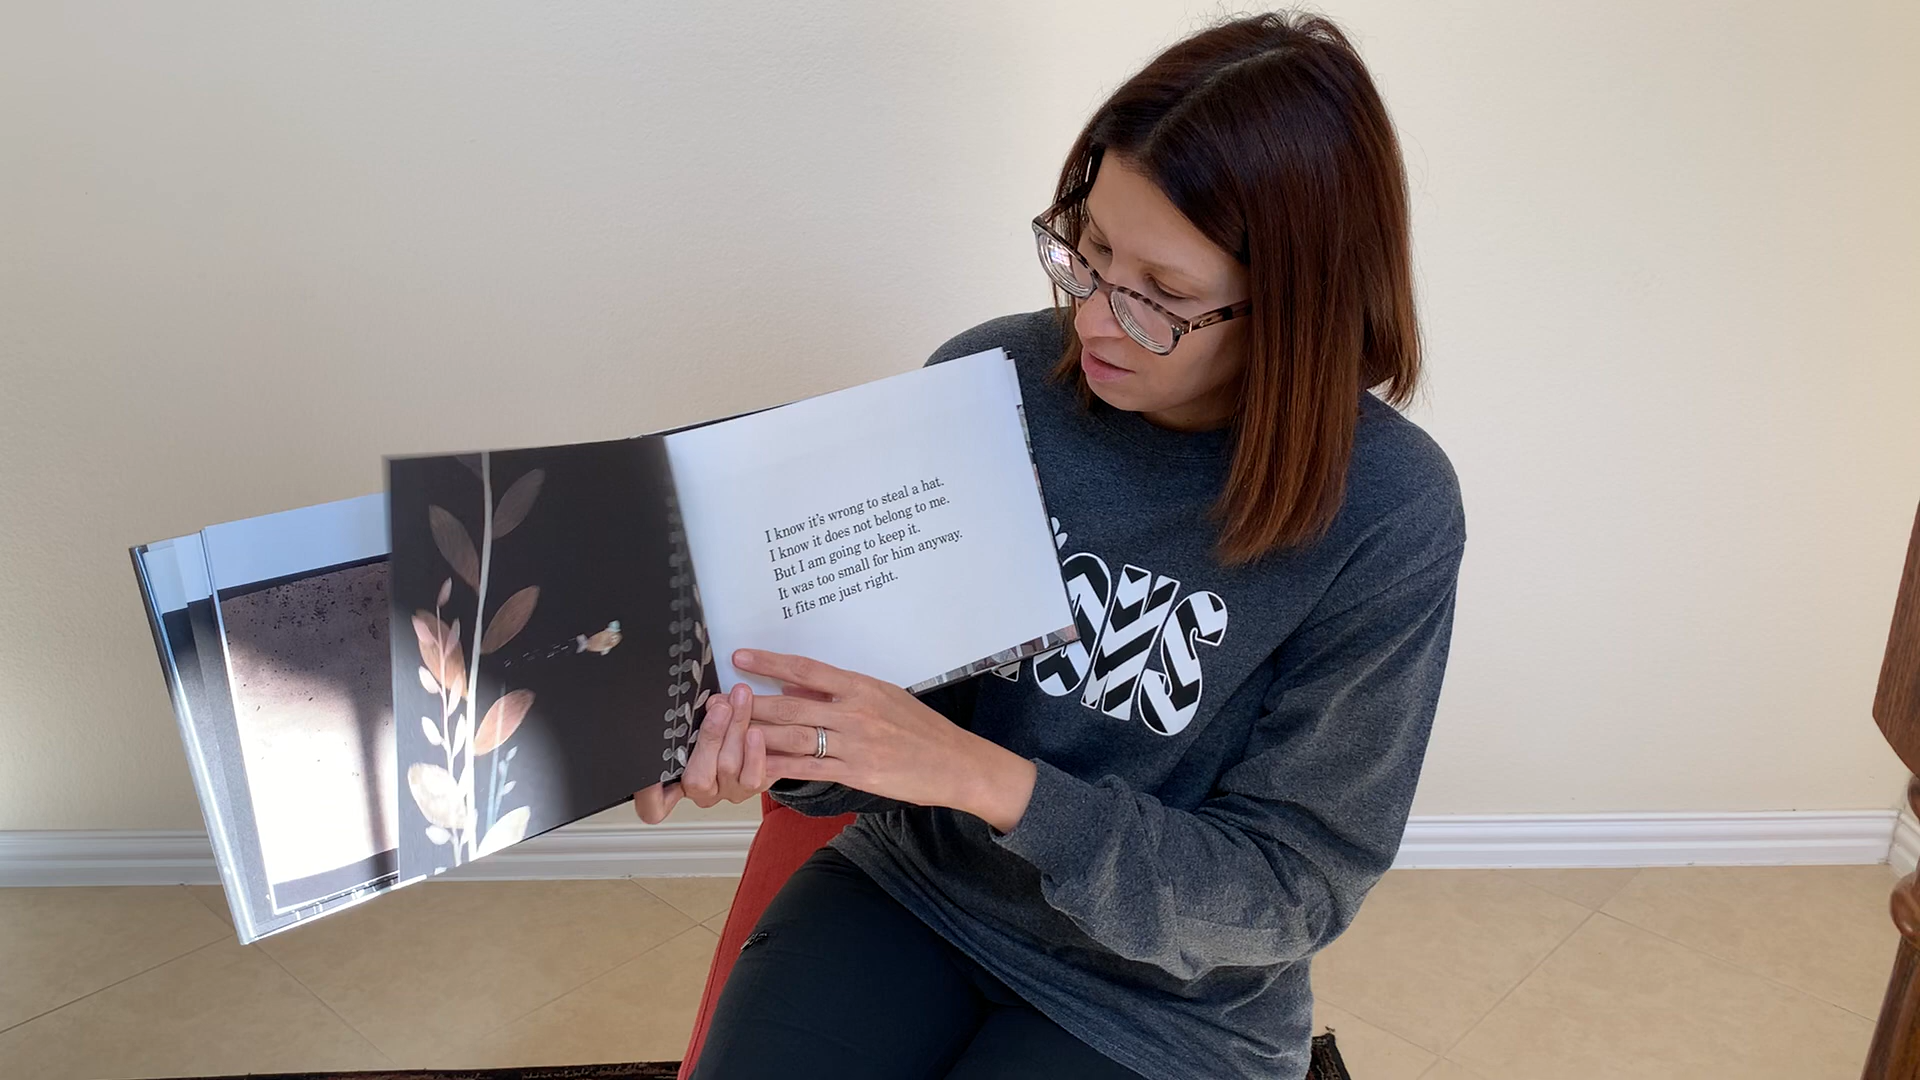 I know it's wrong to steal a hat.
I know it does not belong to me.
But I am going to keep it.
It was too small for him anyway.
It fits me just right.